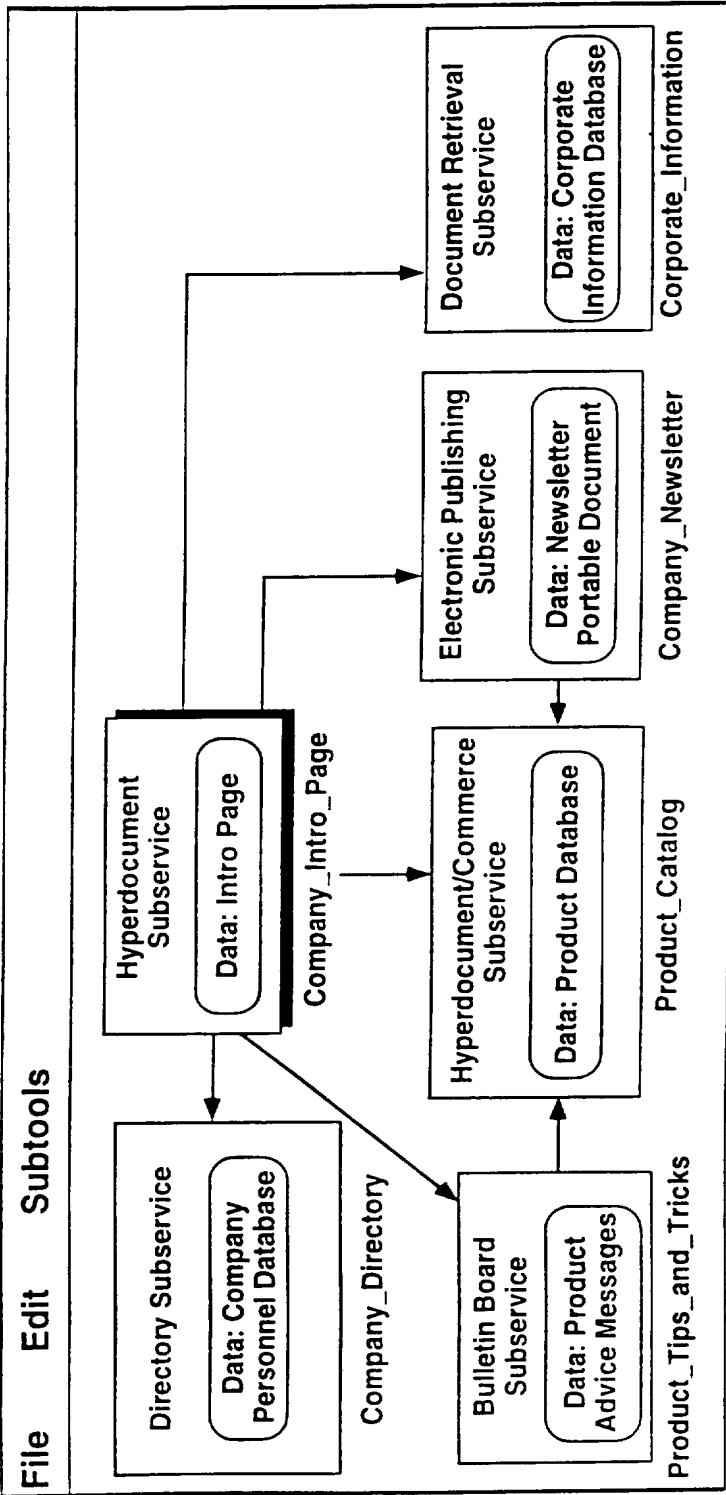 File Edit Subtools
Directory Subservice
Data: Company
Personnel Database
Company_Directory
Hyperdocument
Subservice
Data: Intro Page
Company_Intro_Page
Bulletin Board
Subservice
Data: Product
Advice Messages
Product_Tips_and_Tricks
Hyperdocument/Commerce
Subservice
Data: Product Database
Product_Catalog
Electronic Publishing
Subservice
Data: Newsletter
Portable Document
Company_Newsletter
Document Retrieval
Subservice
Data: Corporate
Information Database
Corporate_Information